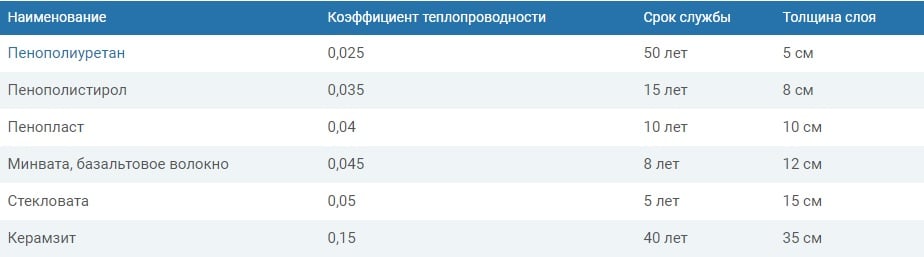 Наименование Коэффициент теплопроводности Срок службы Толщина слоя
Пенополиуретан 0,025 50 лет 5 см
Пенополистирол 0,035 15 лет 8 см
Пенопласт 0,04 10 лет 10 см
Минвата, базальтовое волокно 0,045 8 лет 12 см
Стекловата 0,05 5 лет 15 см
Керамзит 0,15 40 лет 35 см